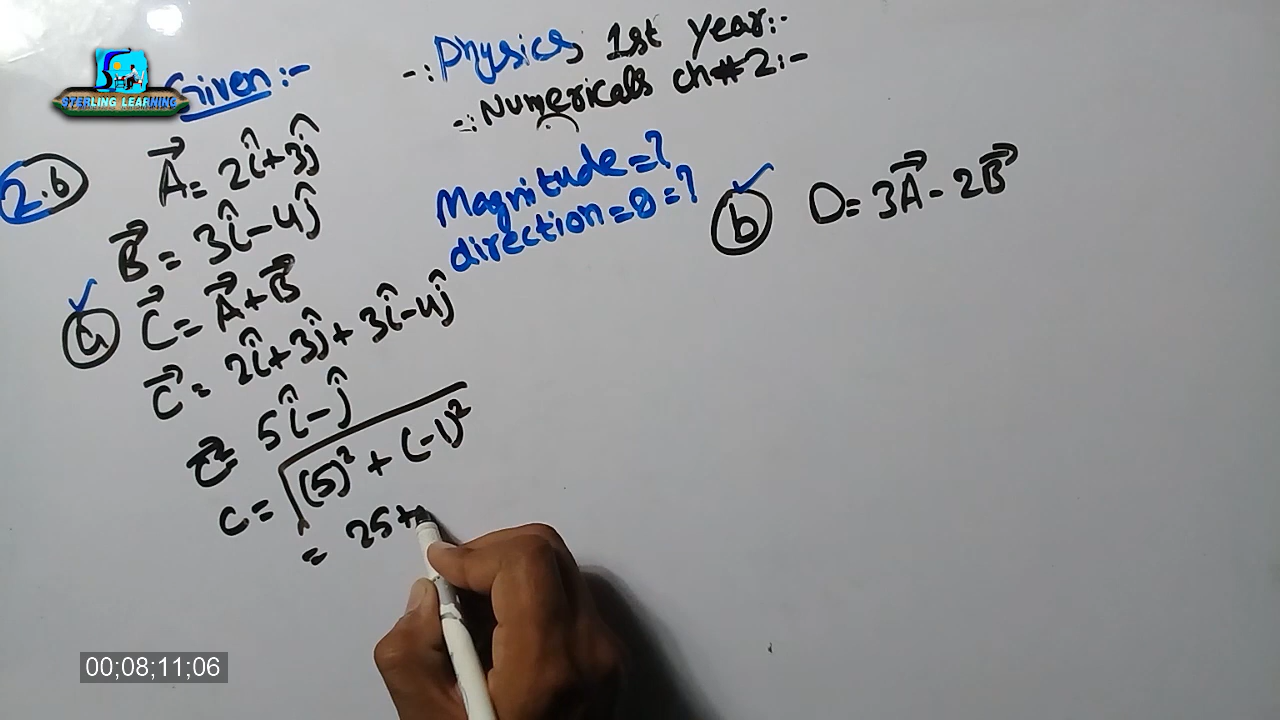 -: Physics 1st year:-
-: Numericals ch#2:-
STERLING LEARNING
Given:-
2.6
A⃗ = 2î+3ĵ
B⃗ = 3î-4ĵ
Magnitude=?
direction=θ=?
a C⃗ = A⃗+B⃗
C⃗ = 2î+3ĵ+3î-4ĵ
C⃗= 5î-ĵ
C= √(5)²+(-1)²
= 25+
b D= 3A⃗-2B⃗
00;08;11;06